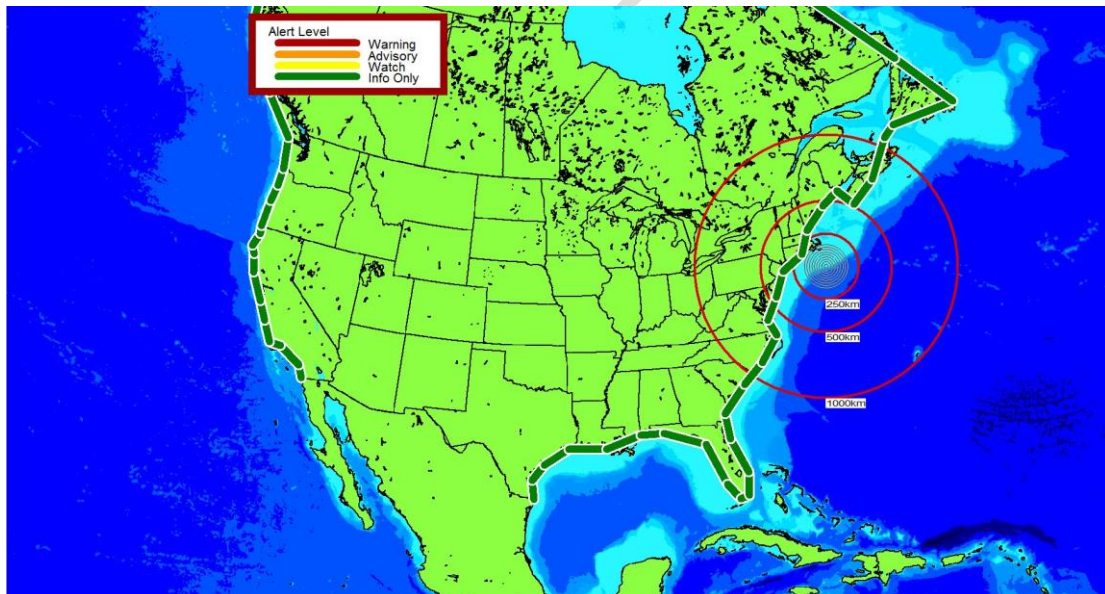 Alert Level
Warning
Advisory
Watch
Info Only
250km
500km
1000km